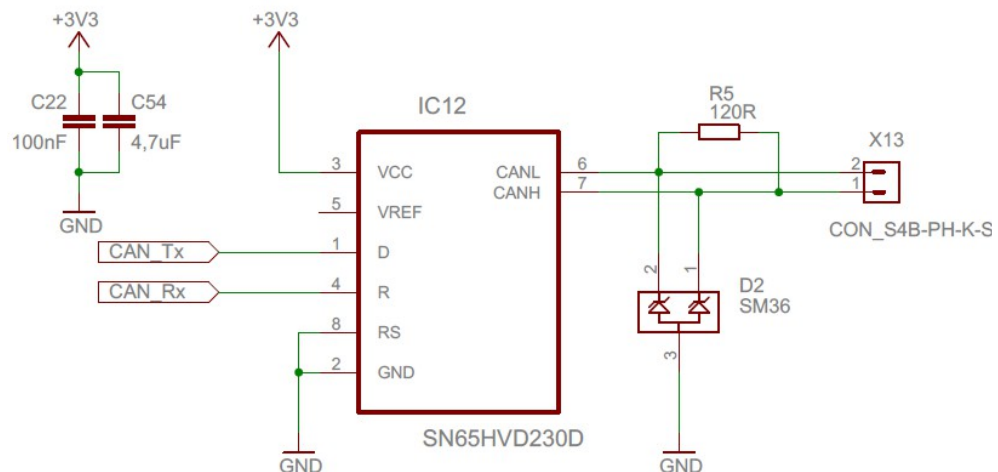 +3V3
+3V3
C22
C54
100nF
4,7uF
GND
IC12
3
VCC
5
VREF
CAN_Tx
1
D
CAN_Rx
4
R
8
RS
2
GND
GND
CANL
6
CANH
7
SN65HVD230D
R5
120R
X13
2
1
CON_S4B-PH-K-S
2
1
D2
SM36
3
GND